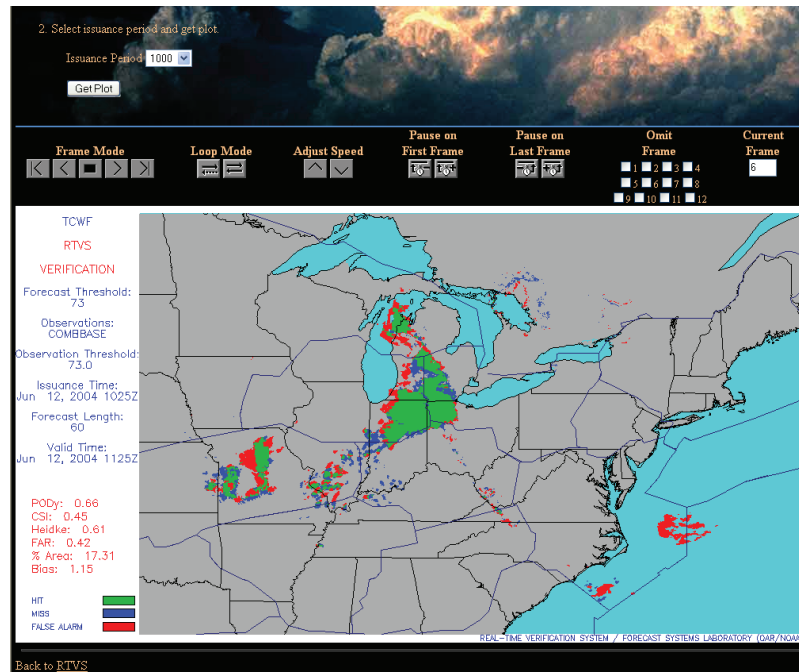 2. Select issuance period and get plot.
Issuance Period 1000
Get Plot
Frame Mode
Loop Mode
Adjust Speed
Pause on
First Frame
Pause on
Last Frame
Omit
Frame
Current
Frame
1 2 3 4
5 6 7 8
9 10 11 12
6
TCWF
RTVS
VERIFICATION
Forecast Threshold:
73
Observations:
COMBBASE
Observation Threshold:
73.0
Issuance Time:
Jun 12, 2004 1025Z
Forecast Length:
60
Valid Time:
Jun 12, 2004 1125Z
PODy: 0.66
CSI: 0.45
Heidke: 0.61
FAR: 0.42
% Area: 17.31
Bias: 1.15
HIT
MISS
FALSE ALARM
REAL-TIME VERIFICATION SYSTEM / FORECAST SYSTEMS LABORATORY (OAR/NOAA
Back to RTVS